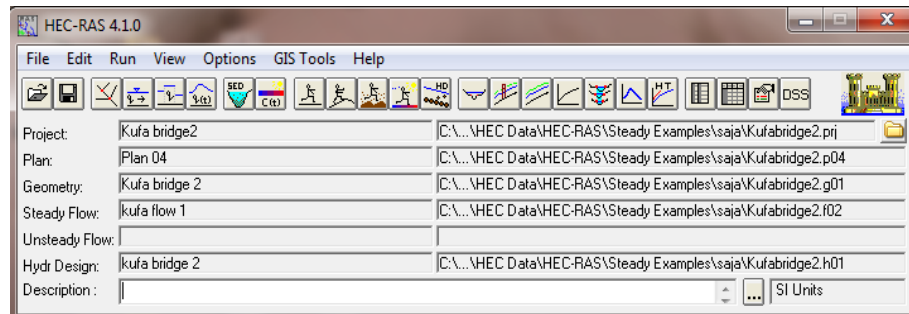 HEC-RAS 4.1.0
File Edit Run View Options GIS Tools Help
SED C(t) HD HT DSS
Project: Kufa bridge2 C:\...\HEC Data\HEC-RAS\Steady Examples\saja\Kufabridge2.prj
Plan: Plan 04 C:\...\HEC Data\HEC-RAS\Steady Examples\saja\Kufabridge2.p04
Geometry: Kufa bridge 2 C:\...\HEC Data\HEC-RAS\Steady Examples\saja\Kufabridge2.g01
Steady Flow: kufa flow 1 C:\...\HEC Data\HEC-RAS\Steady Examples\saja\Kufabridge2.f02
Unsteady Flow:
Hydr Design: kufa bridge 2 C:\...\HEC Data\HEC-RAS\Steady Examples\saja\Kufabridge2.h01
Description : ... SI Units